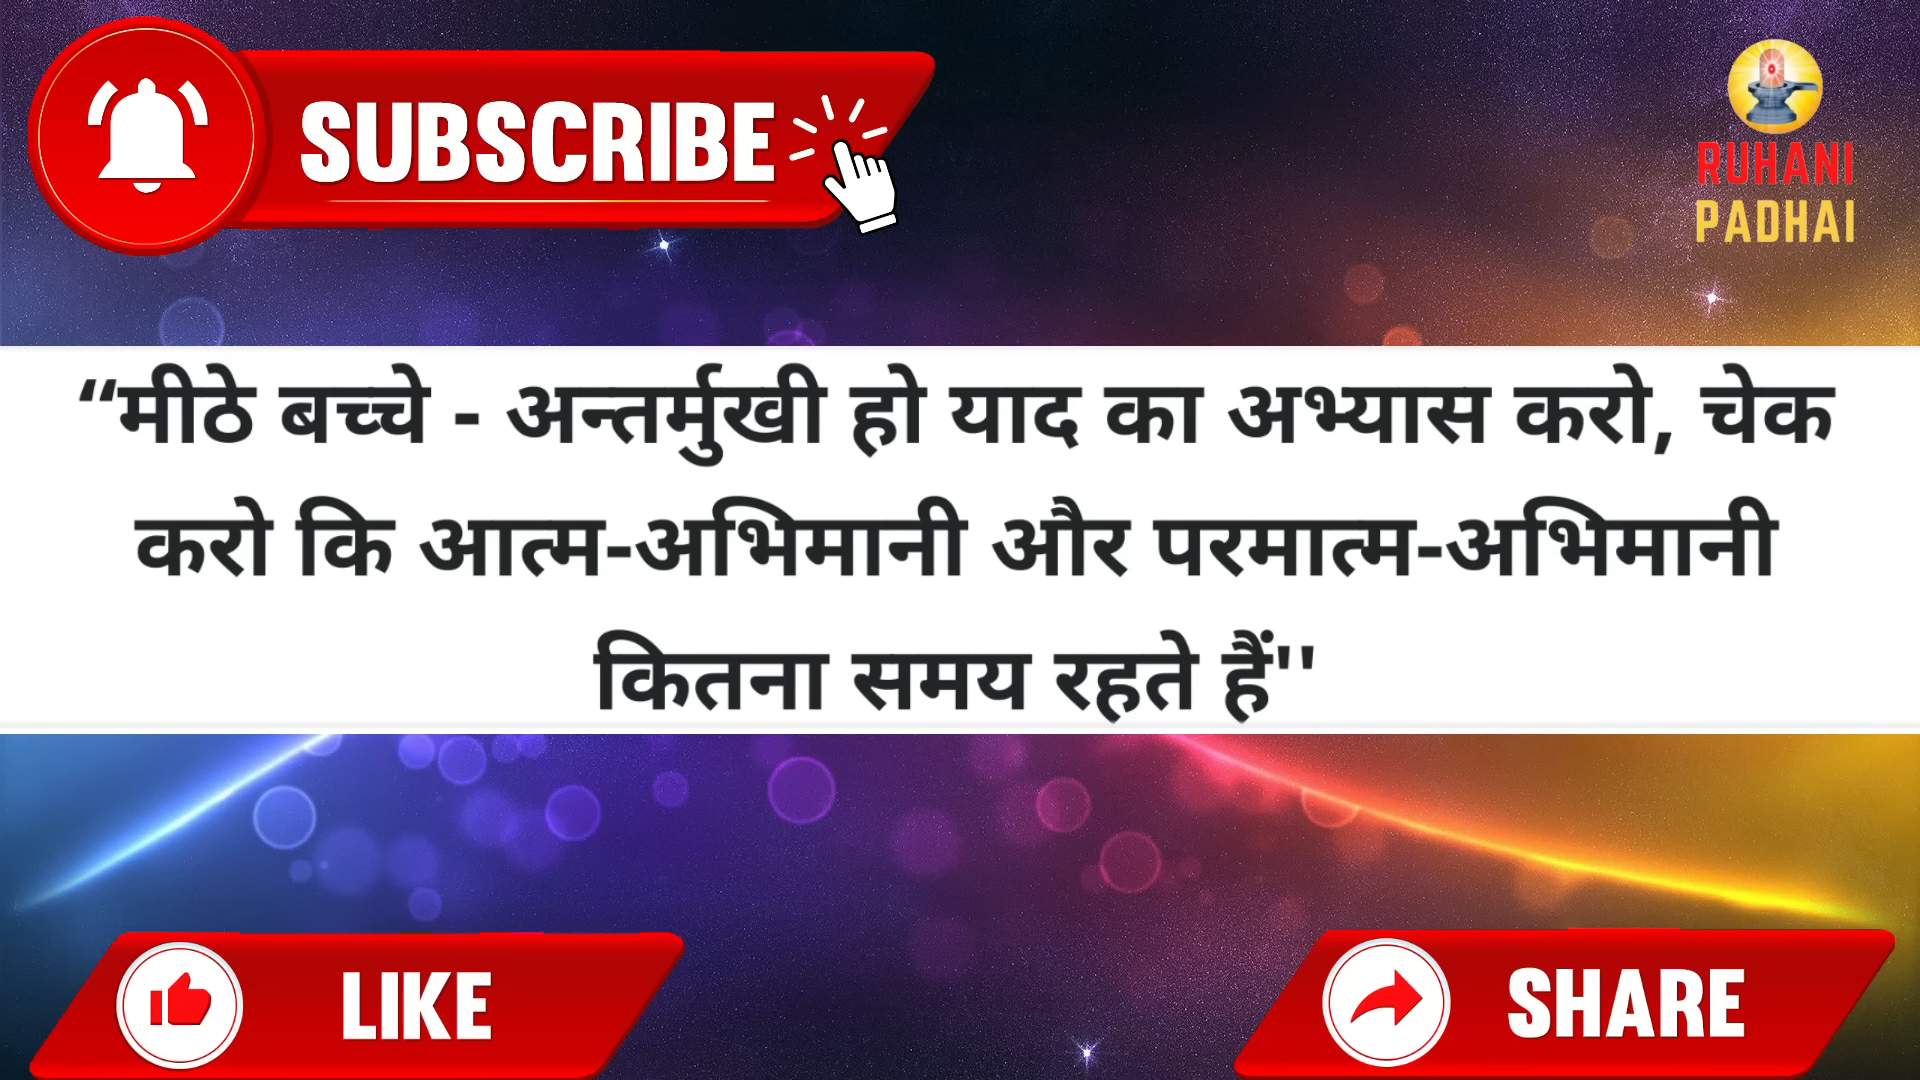 SUBSCRIBE
RUHANI
PADHAI
“मीठे बच्चे - अन्तर्मुखी हो याद का अभ्यास करो, चेक
करो कि आत्म-अभिमानी और परमात्म-अभिमानी
कितना समय रहते हैं''
LIKE
SHARE